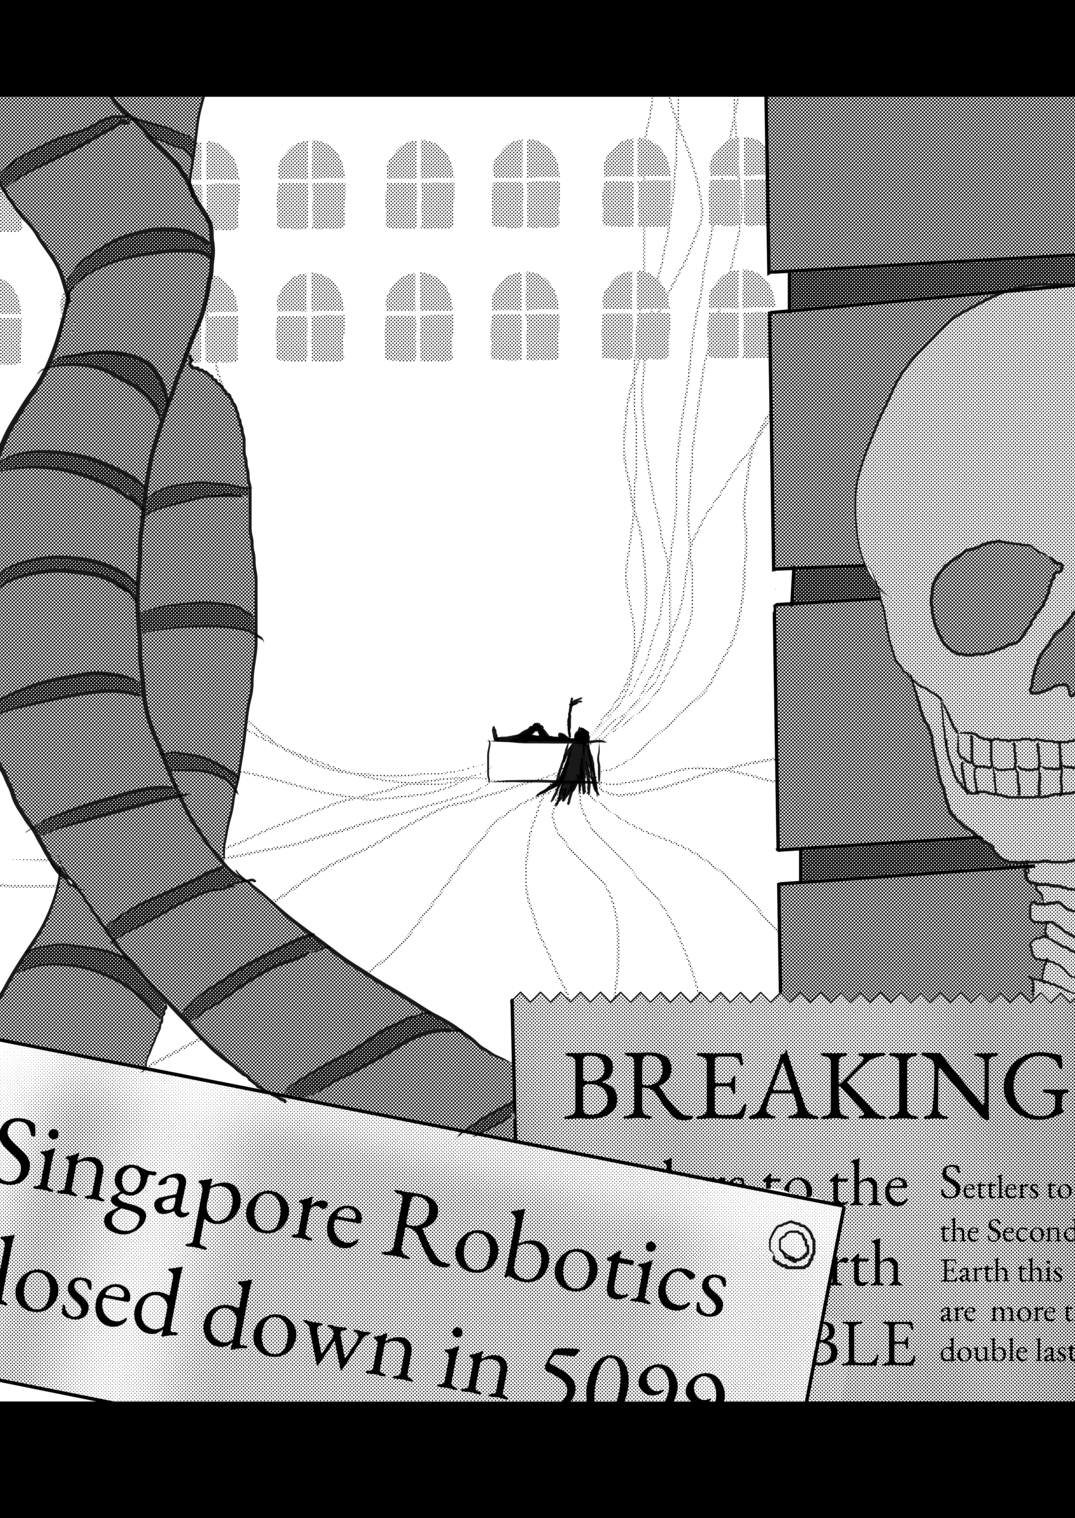 Singapore Robotics
losed down in 5099
BREAKING
to the
rth
BLE
Settlers to
the Second
Earth this
are more t
double last